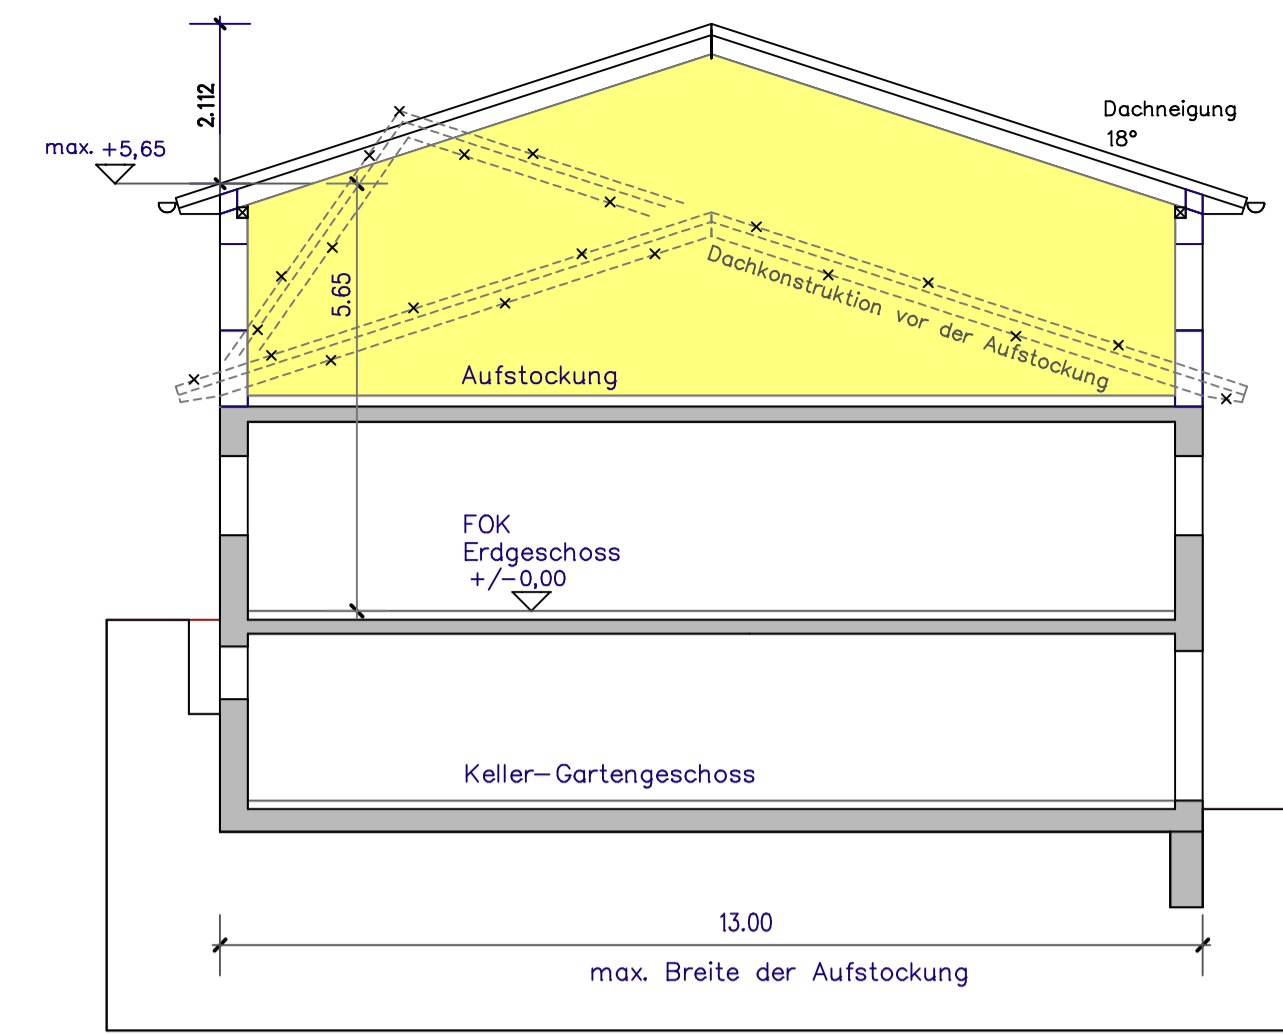 2.112
Dachneigung
18°
max. +5,65
5.65
Dachkonstruktion vor der Aufstockung
Aufstockung
FOK
Erdgeschoss
+/-0,00
Keller-Gartengeschoss
13.00
max. Breite der Aufstockung